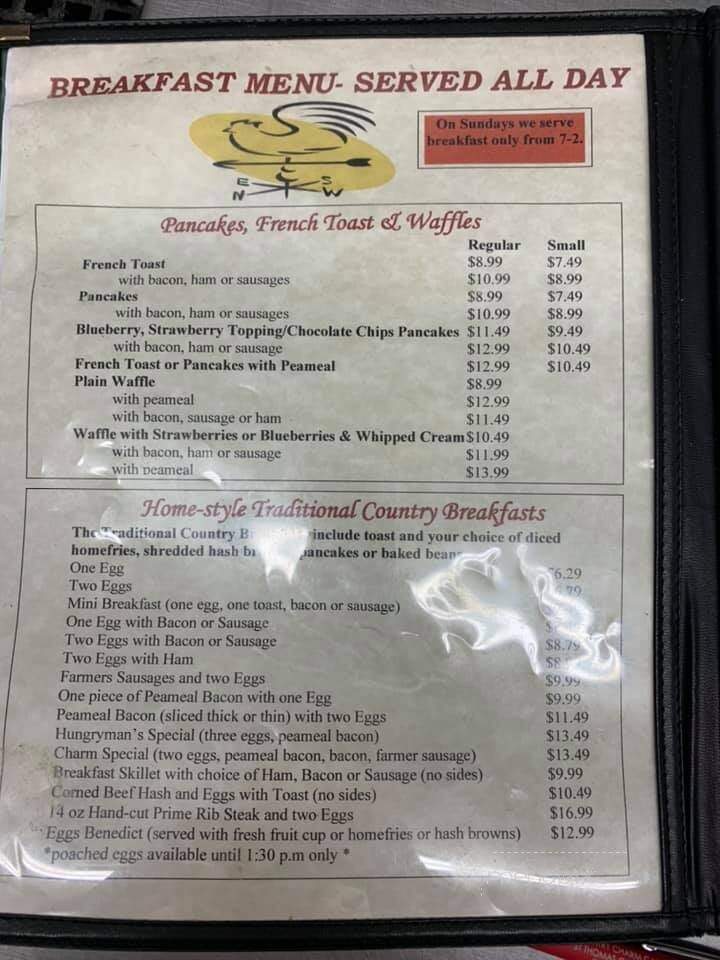 BREAKFAST MENU- SERVED ALL DAY
On Sundays we serve
breakfast only from 7-2.
E S
N W
Pancakes, French Toast & Waffles
Regular Small
French Toast $8.99 $7.49
with bacon, ham or sausages $10.99 $8.99
Pancakes $8.99 $7.49
with bacon, ham or sausages $10.99 $8.99
Blueberry, Strawberry Topping/Chocolate Chips Pancakes $11.49 $9.49
with bacon, ham or sausage $12.99 $10.49
French Toast or Pancakes with Peameal $12.99 $10.49
Plain Waffle $8.99
with peameal $12.99
with bacon, sausage or ham $11.49
Waffle with Strawberries or Blueberries & Whipped Cream $10.49
with bacon, ham or sausage $11.99
with peameal $13.99
Home-style Traditional Country Breakfasts
The Traditional Country include toast and your choice of diced
homefries, shredded hash pancakes or baked beans
One Egg $6.29
Two Eggs
Mini Breakfast (one egg, one toast, bacon or sausage)
One Egg with Bacon or Sausage
Two Eggs with Bacon or Sausage $8.79
Two Eggs with Ham
Farmers Sausages and two Eggs $9.99
One piece of Peameal Bacon with one Egg $9.99
Peameal Bacon (sliced thick or thin) with two Eggs $11.49
Hungryman's Special (three eggs, peameal bacon) $13.49
Charm Special (two eggs, peameal bacon, bacon, farmer sausage) $13.49
Breakfast Skillet with choice of Ham, Bacon or Sausage (no sides) $9.99
Corned Beef Hash and Eggs with Toast (no sides) $10.49
14 oz Hand-cut Prime Rib Steak and two Eggs $16.99
Eggs Benedict (served with fresh fruit cup or homefries or hash browns) $12.99
*poached eggs available until 1:30 p.m only *